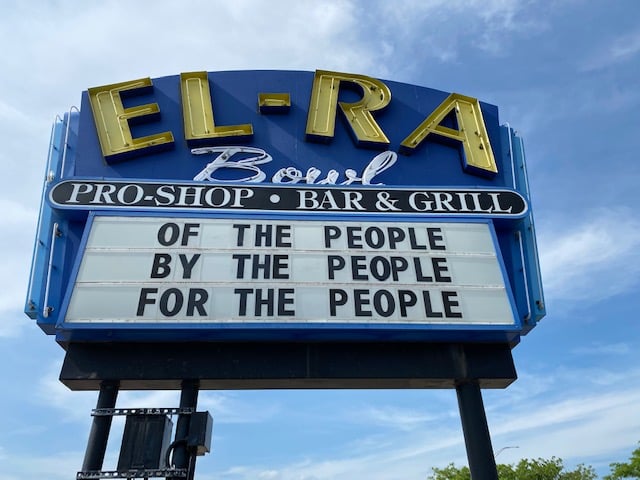 EL-RA
Bowl
PRO-SHOP • BAR & GRILL
OF THE PEOPLE
BY THE PEOPLE
FOR THE PEOPLE